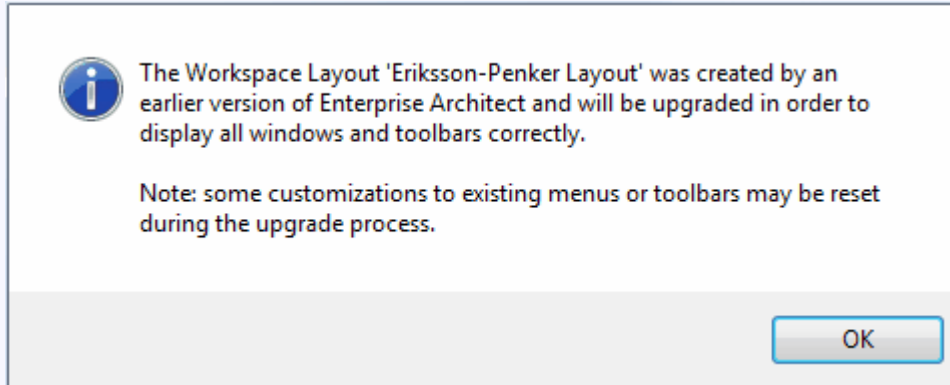 The Workspace Layout 'Eriksson-Penker Layout' was created by an
earlier version of Enterprise Architect and will be upgraded in order to
display all windows and toolbars correctly.
Note: some customizations to existing menus or toolbars may be reset
during the upgrade process.
OK